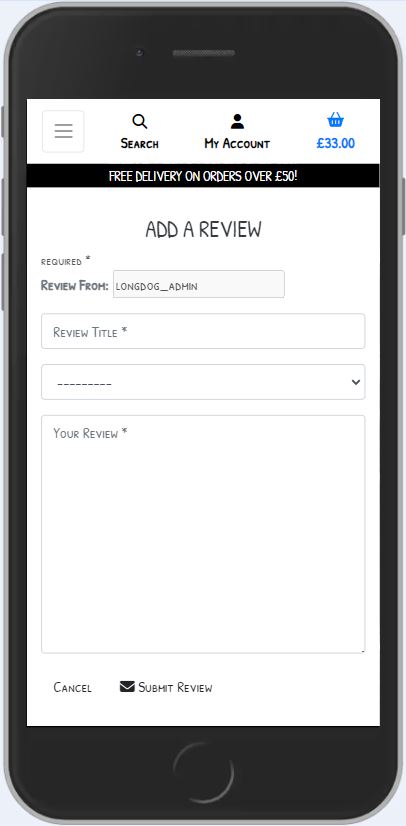 Search
My Account
£33.00
FREE DELIVERY ON ORDERS OVER £50!
ADD A REVIEW
required *
Review From: longdog_admin
Review Title *
---------
Your Review *
Cancel
Submit Review